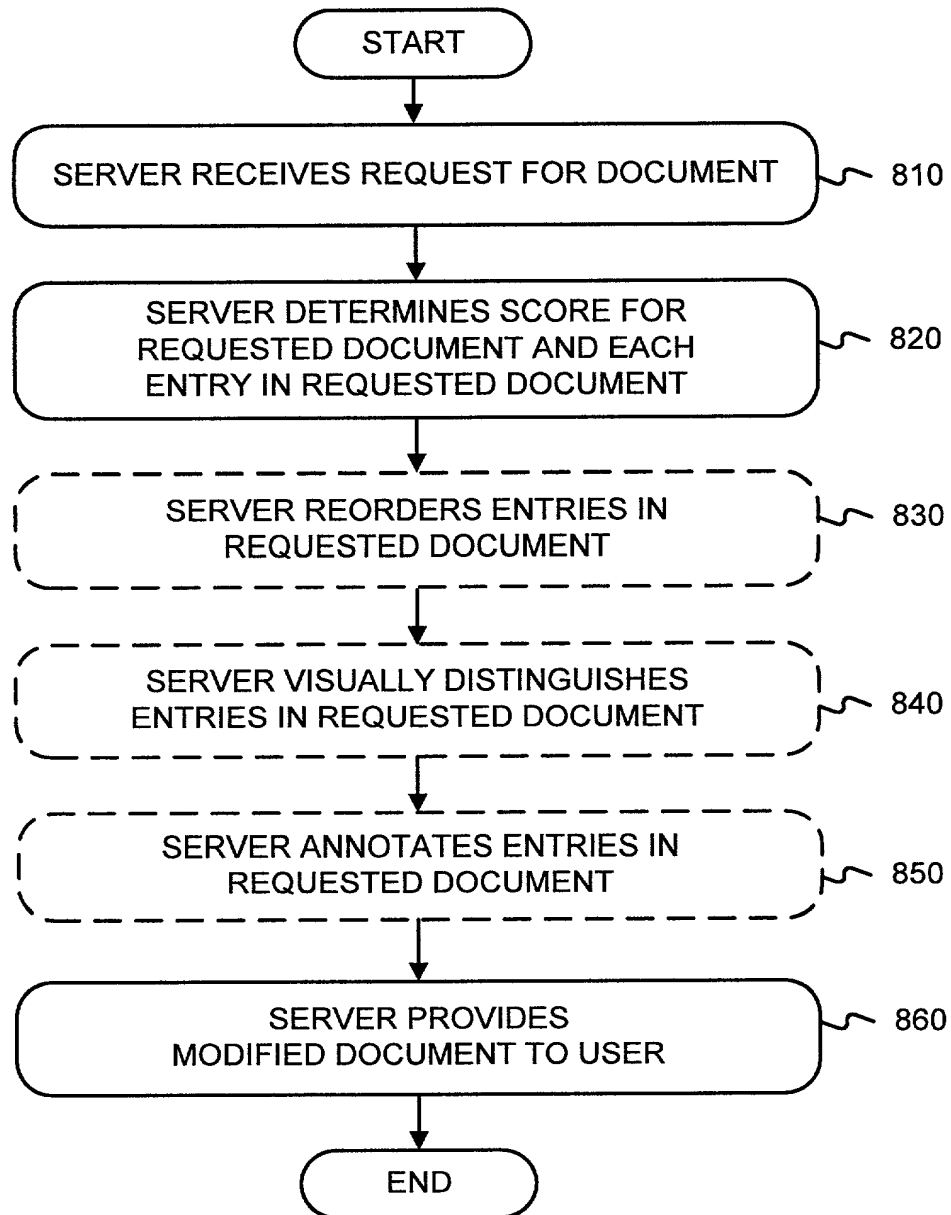 START
SERVER RECEIVES REQUEST FOR DOCUMENT
810
SERVER DETERMINES SCORE FOR
REQUESTED DOCUMENT AND EACH
ENTRY IN REQUESTED DOCUMENT
820
SERVER REORDERS ENTRIES IN
REQUESTED DOCUMENT
830
SERVER VISUALLY DISTINGUISHES
ENTRIES IN REQUESTED DOCUMENT
840
SERVER ANNOTATES ENTRIES IN
REQUESTED DOCUMENT
850
SERVER PROVIDES
MODIFIED DOCUMENT TO USER
860
END